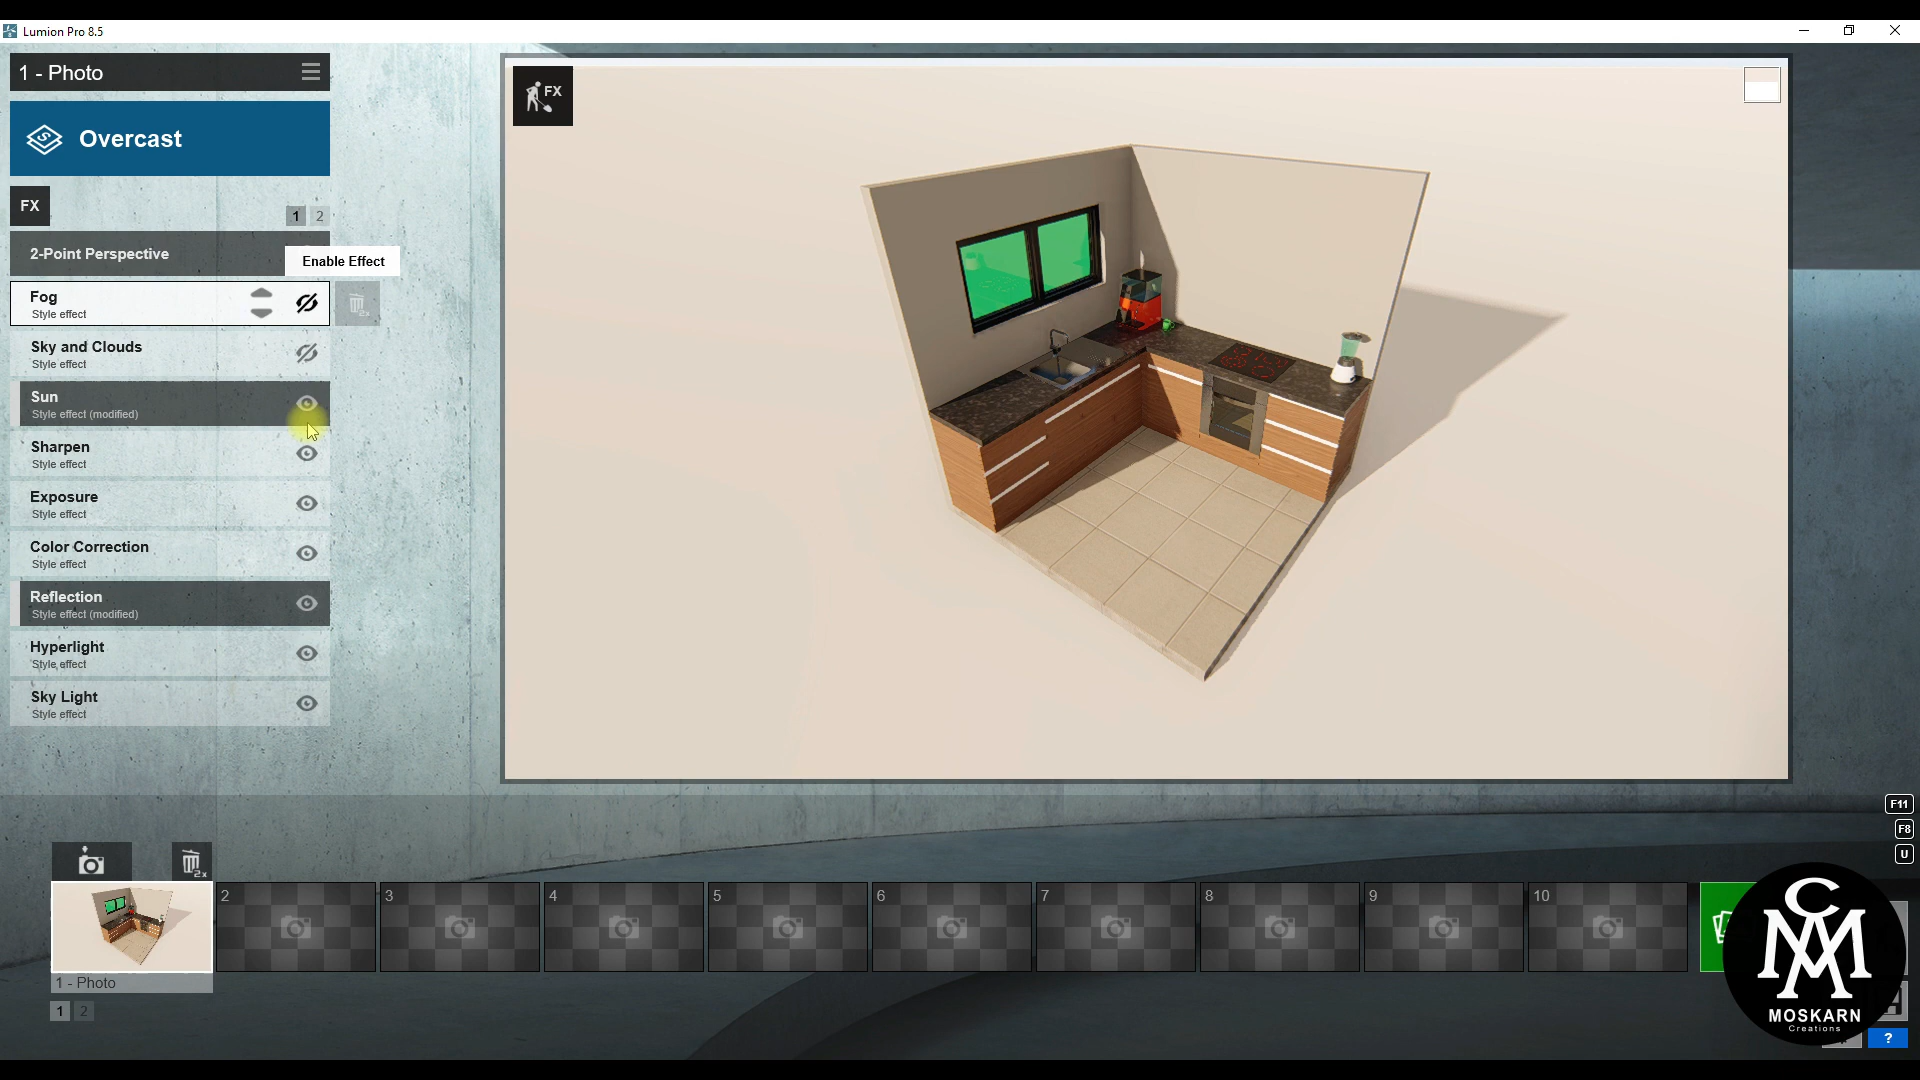 Lumion Pro 8.5
1 - Photo
Overcast
FX
1 2
2-Point Perspective
Enable Effect
Fog
Style effect
Sky and Clouds
Style effect
Sun
Style effect (modified)
Sharpen
Style effect
Exposure
Style effect
Color Correction
Style effect
Reflection
Style effect (modified)
Hyperlight
Style effect
Sky Light
Style effect
FX
F11
F8
U
2x
2 3 4 5 6 7 8 9 10
1 - Photo
1 2
CM
MOSKARN
Creations
?